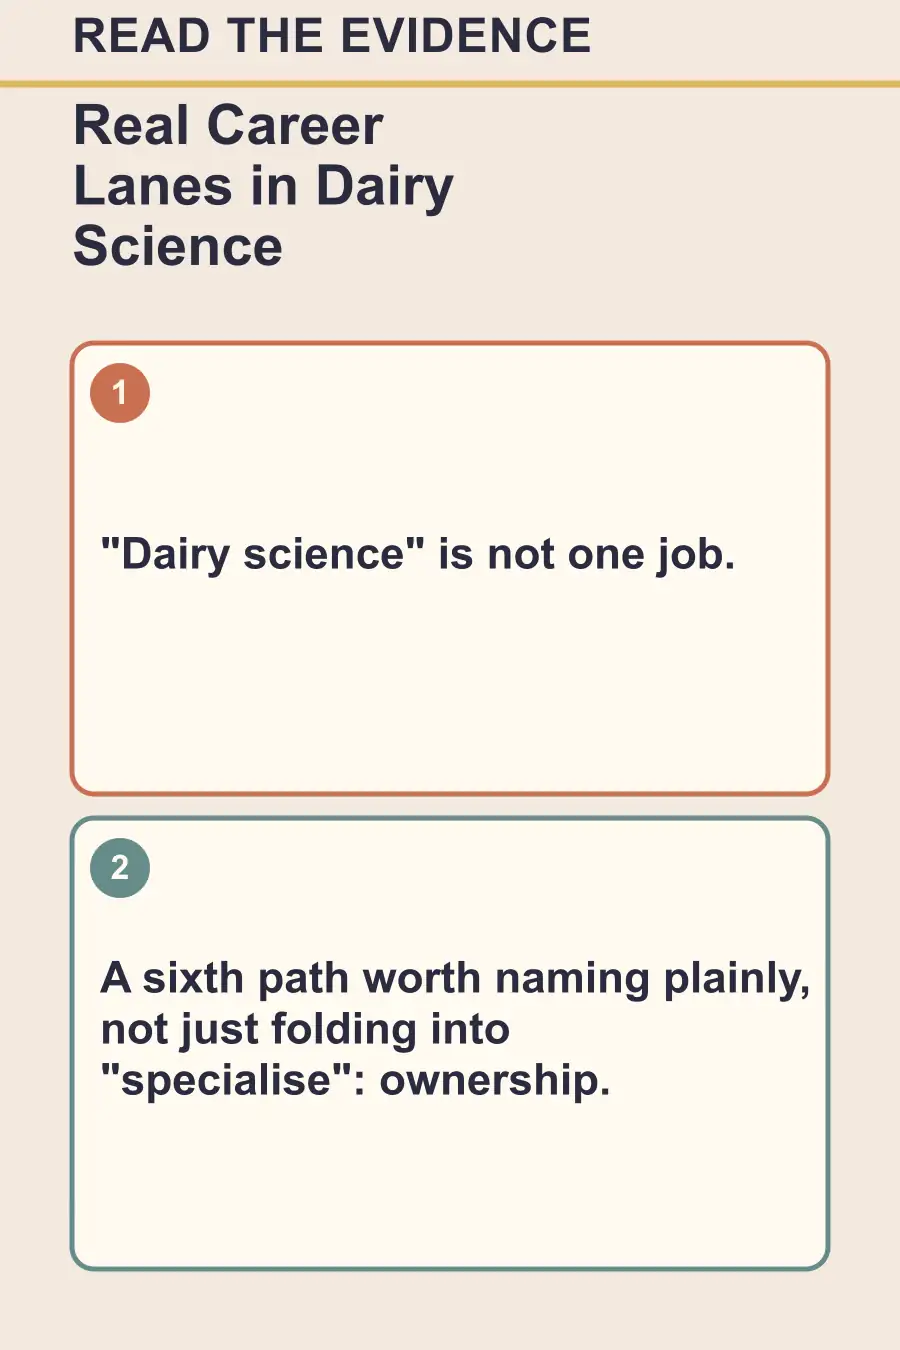 READ THE EVIDENCE
Real Career
Lanes in Dairy
Science
1
"Dairy science" is not one job.
2
A sixth path worth naming plainly,
not just folding into
"specialise": ownership.